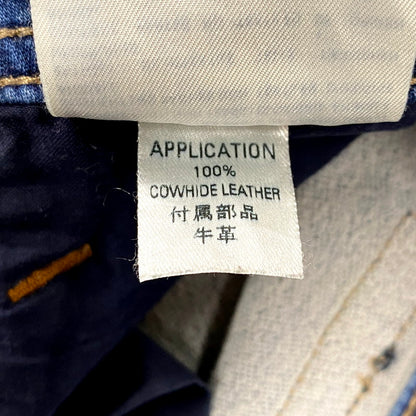 APPLICATION
100%
COWHIDE LEATHER
付属部品
牛革